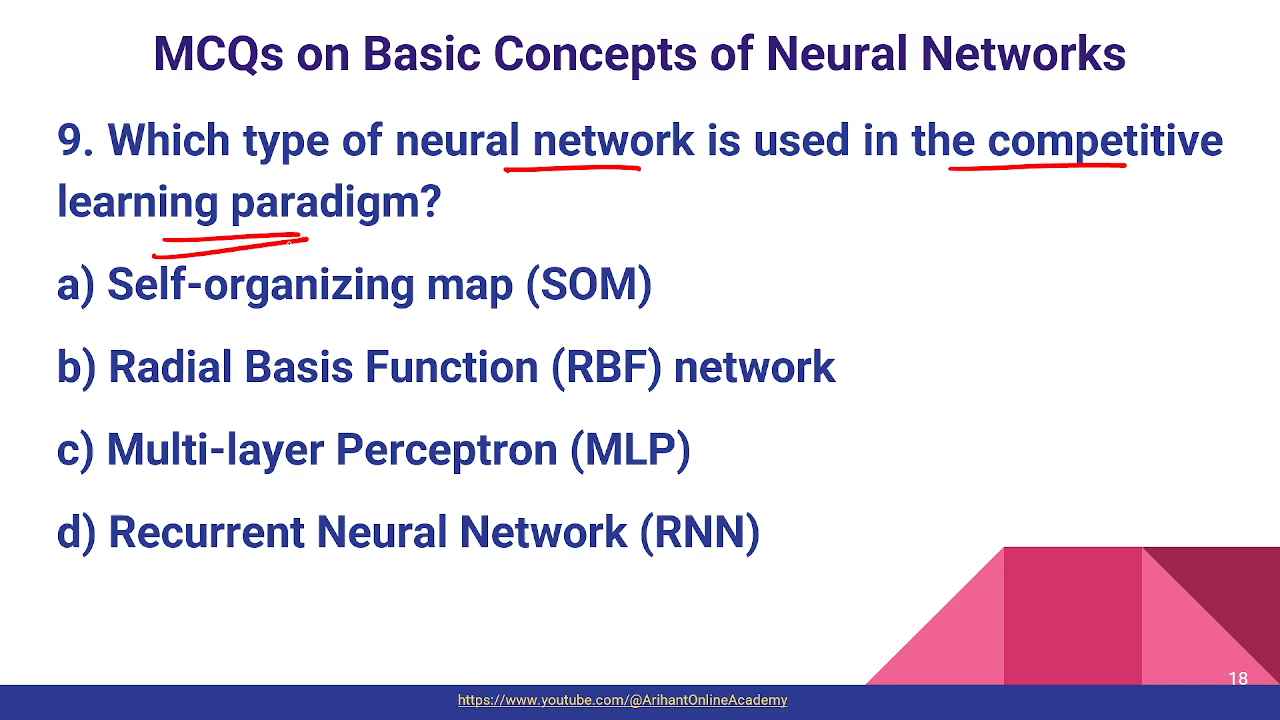 MCQs on Basic Concepts of Neural Networks
9. Which type of neural network is used in the competitive
learning paradigm?
a) Self-organizing map (SOM)
b) Radial Basis Function (RBF) network
c) Multi-layer Perceptron (MLP)
d) Recurrent Neural Network (RNN)
18
https://www.youtube.com/@ArihantOnlineAcademy